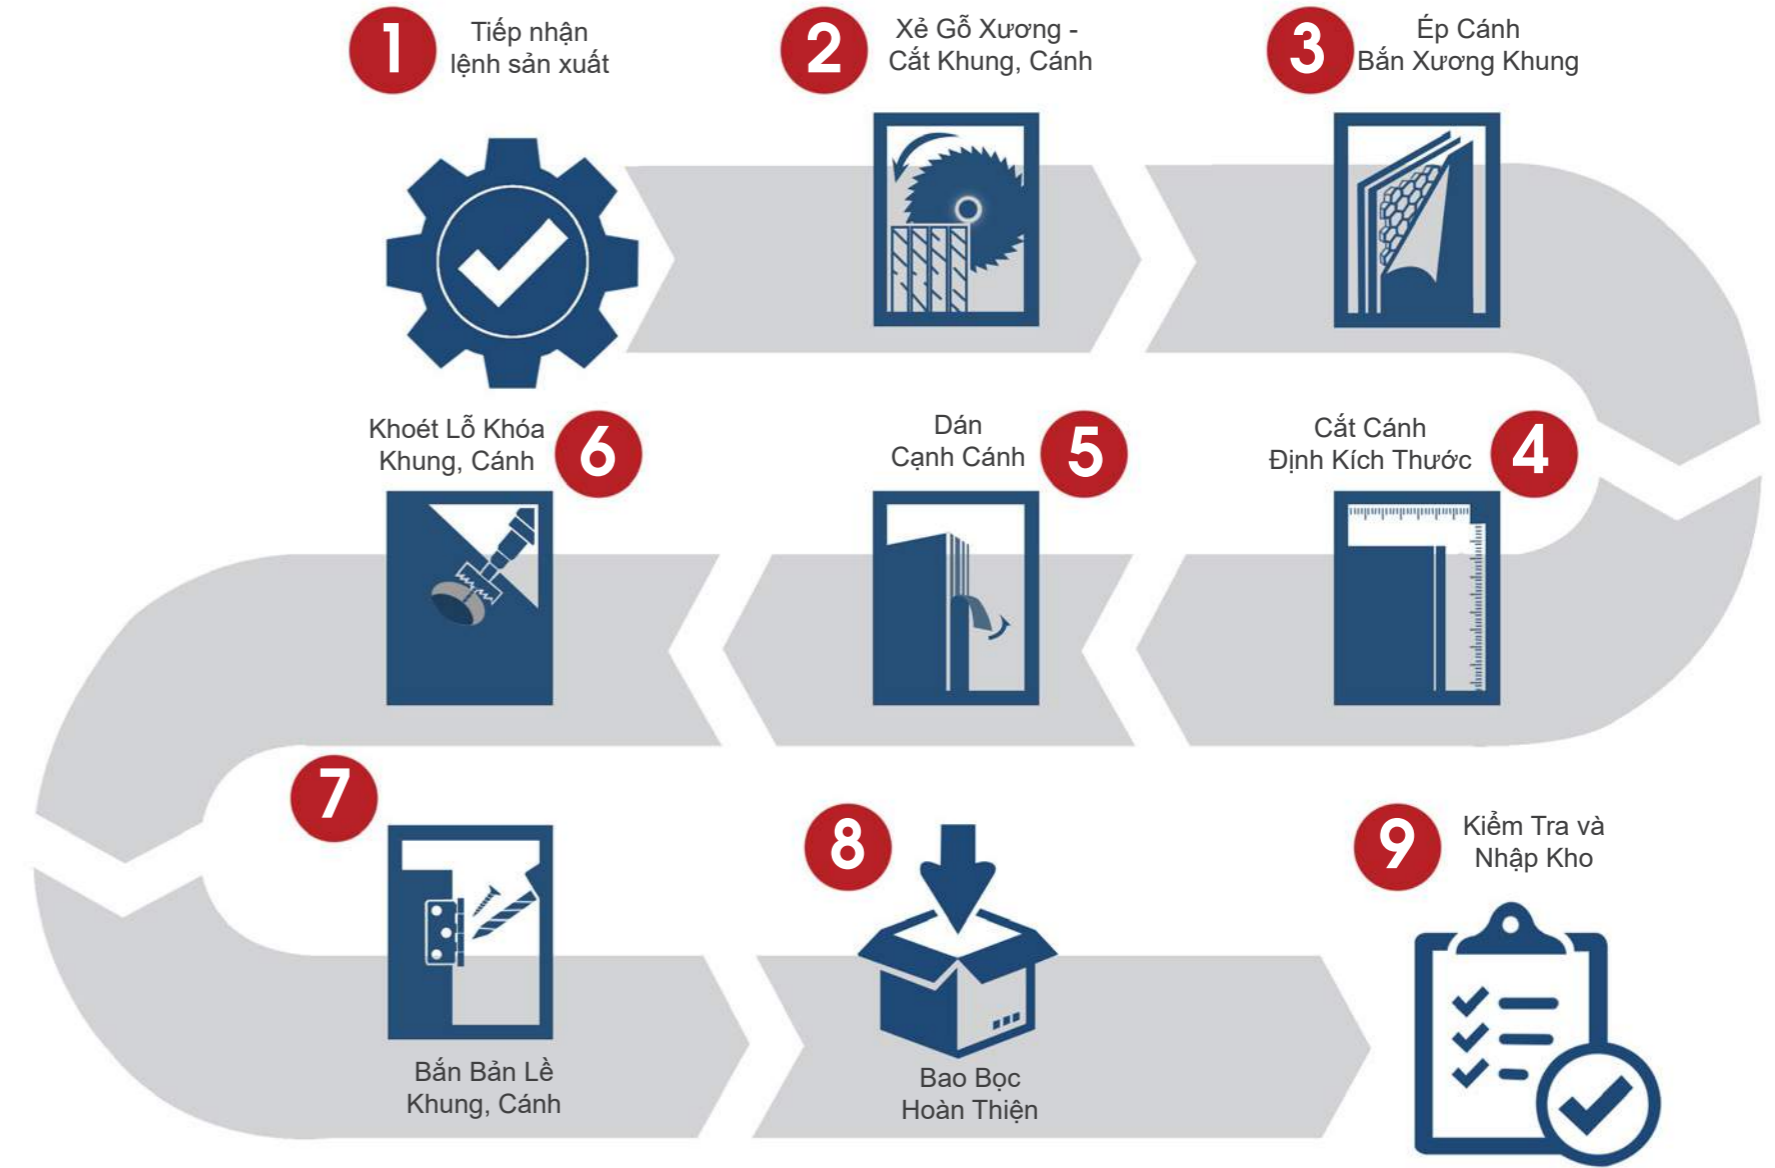 1
Tiếp nhận
lệnh sản xuất
2
Xẻ Gỗ Xương -
Cắt Khung, Cánh
3
Ép Cánh
Bắn Xương Khung
4
Cắt Cánh
Định Kích Thước
5
Dán
Cạnh Cánh
6
Khoét Lỗ Khóa
Khung, Cánh
7
Bắn Bản Lề
Khung, Cánh
8
Bao Bọc
Hoàn Thiện
9
Kiểm Tra và
Nhập Kho